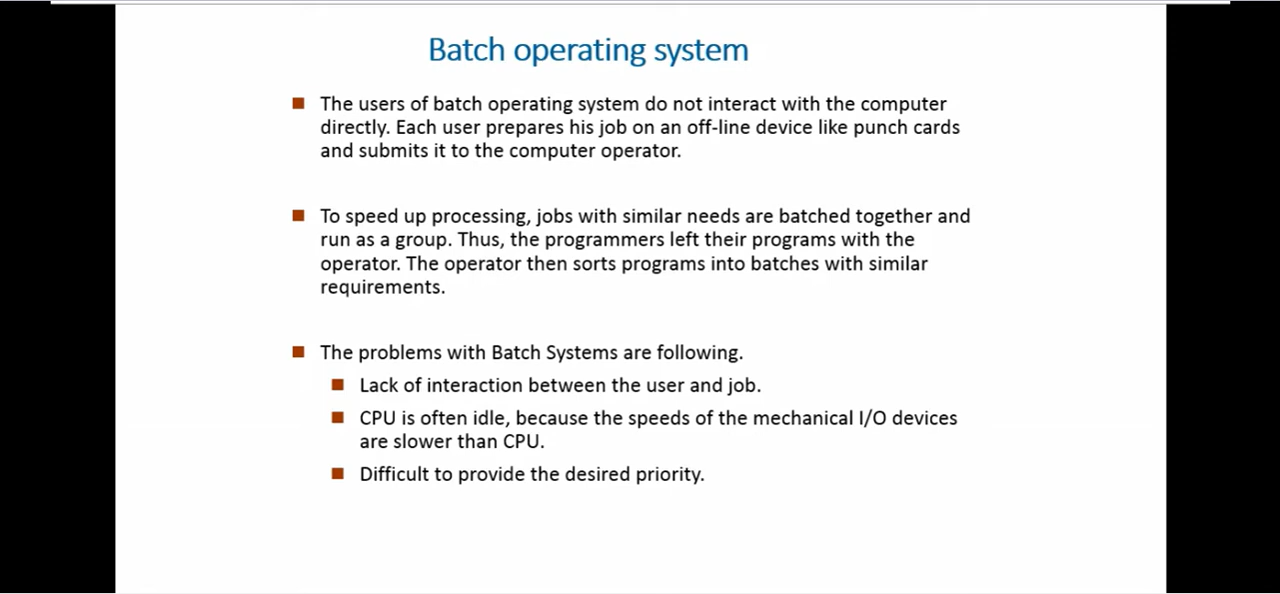 Batch operating system
The users of batch operating system do not interact with the computer
directly. Each user prepares his job on an off-line device like punch cards
and submits it to the computer operator.
To speed up processing, jobs with similar needs are batched together and
run as a group. Thus, the programmers left their programs with the
operator. The operator then sorts programs into batches with similar
requirements.
The problems with Batch Systems are following.
Lack of interaction between the user and job.
CPU is often idle, because the speeds of the mechanical I/O devices
are slower than CPU.
Difficult to provide the desired priority.